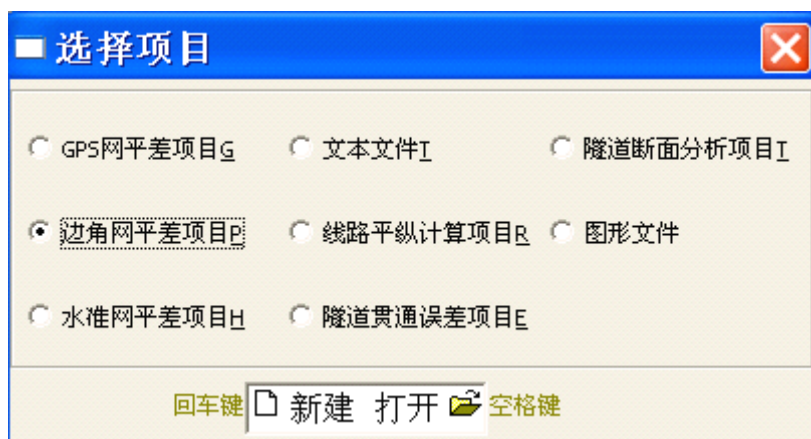 选择项目
GPS网平差项目G 文本文件T 隧道断面分析项目T
边角网平差项目P 线路平纵计算项目R 图形文件
水准网平差项目H 隧道贯通误差项目E
回车键 新建 打开 空格键